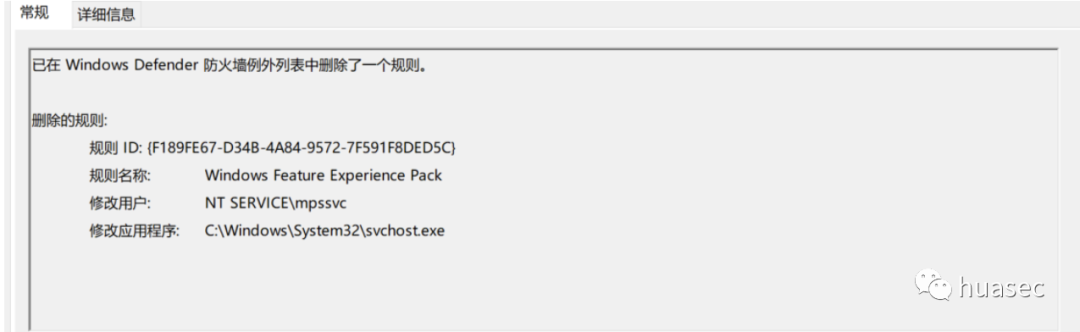 常规 详细信息
已在 Windows Defender 防火墙例外列表中删除了一个规则。
删除的规则:
规则 ID: {F189FE67-D34B-4A84-9572-7F591F8DED5C}
规则名称: Windows Feature Experience Pack
修改用户: NT SERVICE\mpssvc
修改应用程序: C:\Windows\System32\svchost.exe
huasec